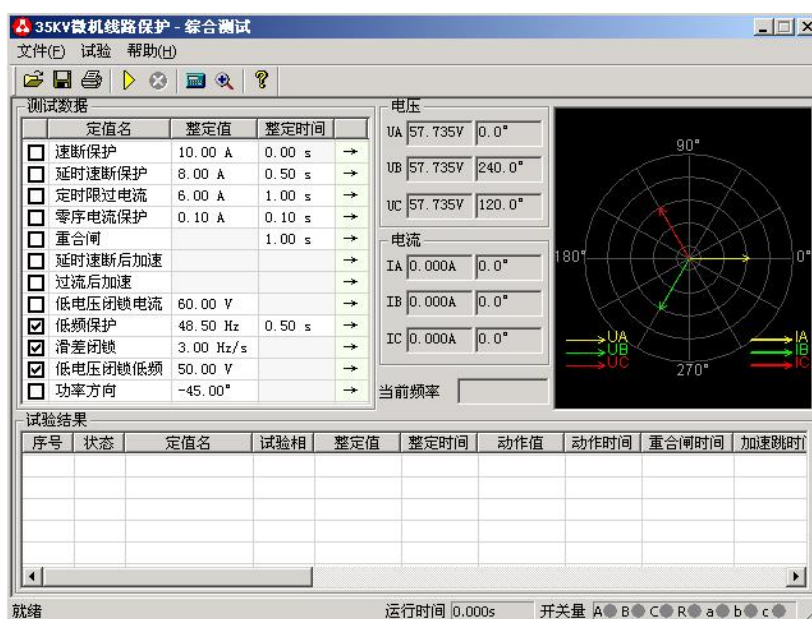 35KV微机线路保护 - 综合测试
文件(F) 试验 帮助(H)
测试数据
定值名 整定值 整定时间
速断保护 10.00 A 0.00 s →
延时速断保护 8.00 A 0.50 s →
定时限过电流 6.00 A 1.00 s →
零序电流保护 0.10 A 0.10 s →
重合闸 1.00 s →
延时速断后加速 →
过流后加速 →
低电压闭锁电流 60.00 V →
低频保护 48.50 Hz 0.50 s →
滑差闭锁 3.00 Hz/s →
低电压闭锁低频 50.00 V →
功率方向 -45.00° →
电压
UA 57.735V 0.0°
UB 57.735V 240.0°
UC 57.735V 120.0°
电流
IA 0.000A 0.0°
IB 0.000A 0.0°
IC 0.000A 0.0°
当前频率
90°
180° 0°
270°
UA IA
UB IB
UC IC
试验结果
序号 状态 定值名 试验相 整定值 整定时间 动作值 动作时间 重合闸时间 加速跳时
就绪 运行时间 0.000s 开关量 A B C R a b c